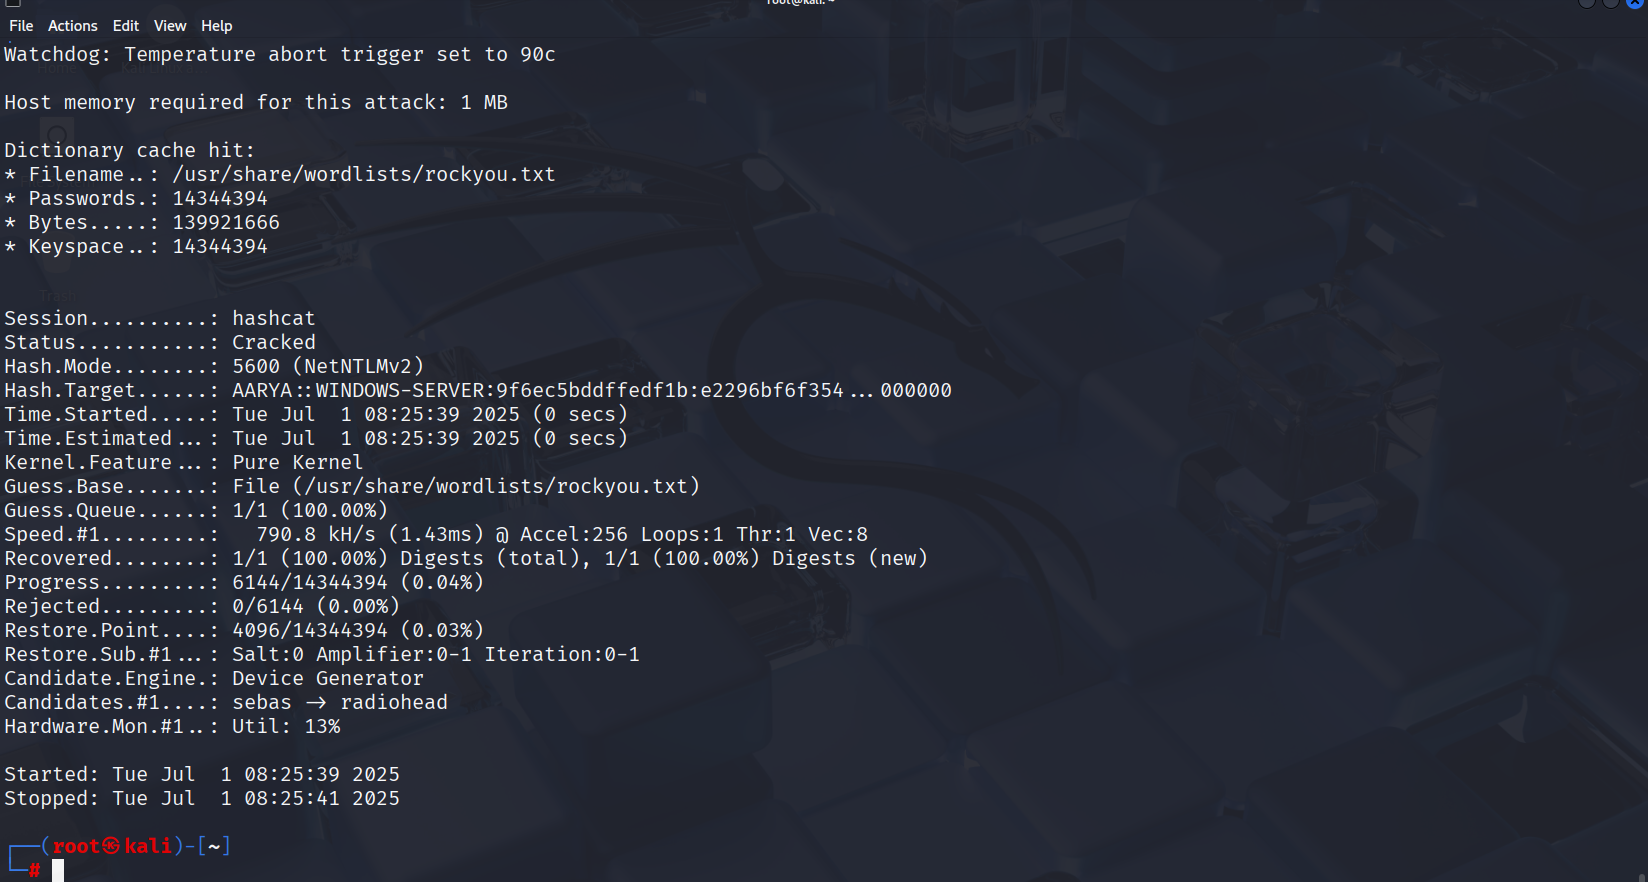 root@kali: ~
File Actions Edit View Help
Watchdog: Temperature abort trigger set to 90c
Host memory required for this attack: 1 MB
Dictionary cache hit:
* Filename..: /usr/share/wordlists/rockyou.txt
* Passwords.: 14344394
* Bytes.....: 139921666
* Keyspace..: 14344394
Trash
Session..........: hashcat
Status...........: Cracked
Hash.Mode........: 5600 (NetNTLMv2)
Hash.Target......: AARYA::WINDOWS-SERVER:9f6ec5bddffedf1b:e2296bf6f354...000000
Time.Started.....: Tue Jul  1 08:25:39 2025 (0 secs)
Time.Estimated...: Tue Jul  1 08:25:39 2025 (0 secs)
Kernel.Feature...: Pure Kernel
Guess.Base.......: File (/usr/share/wordlists/rockyou.txt)
Guess.Queue......: 1/1 (100.00%)
Speed.#1.........:   790.8 kH/s (1.43ms) @ Accel:256 Loops:1 Thr:1 Vec:8
Recovered........: 1/1 (100.00%) Digests (total), 1/1 (100.00%) Digests (new)
Progress.........: 6144/14344394 (0.04%)
Rejected.........: 0/6144 (0.00%)
Restore.Point....: 4096/14344394 (0.03%)
Restore.Sub.#1...: Salt:0 Amplifier:0-1 Iteration:0-1
Candidate.Engine.: Device Generator
Candidates.#1....: sebas -> radiohead
Hardware.Mon.#1..: Util: 13%
Started: Tue Jul  1 08:25:39 2025
Stopped: Tue Jul  1 08:25:41 2025
┌──(root㉿kali)-[~]
└─#